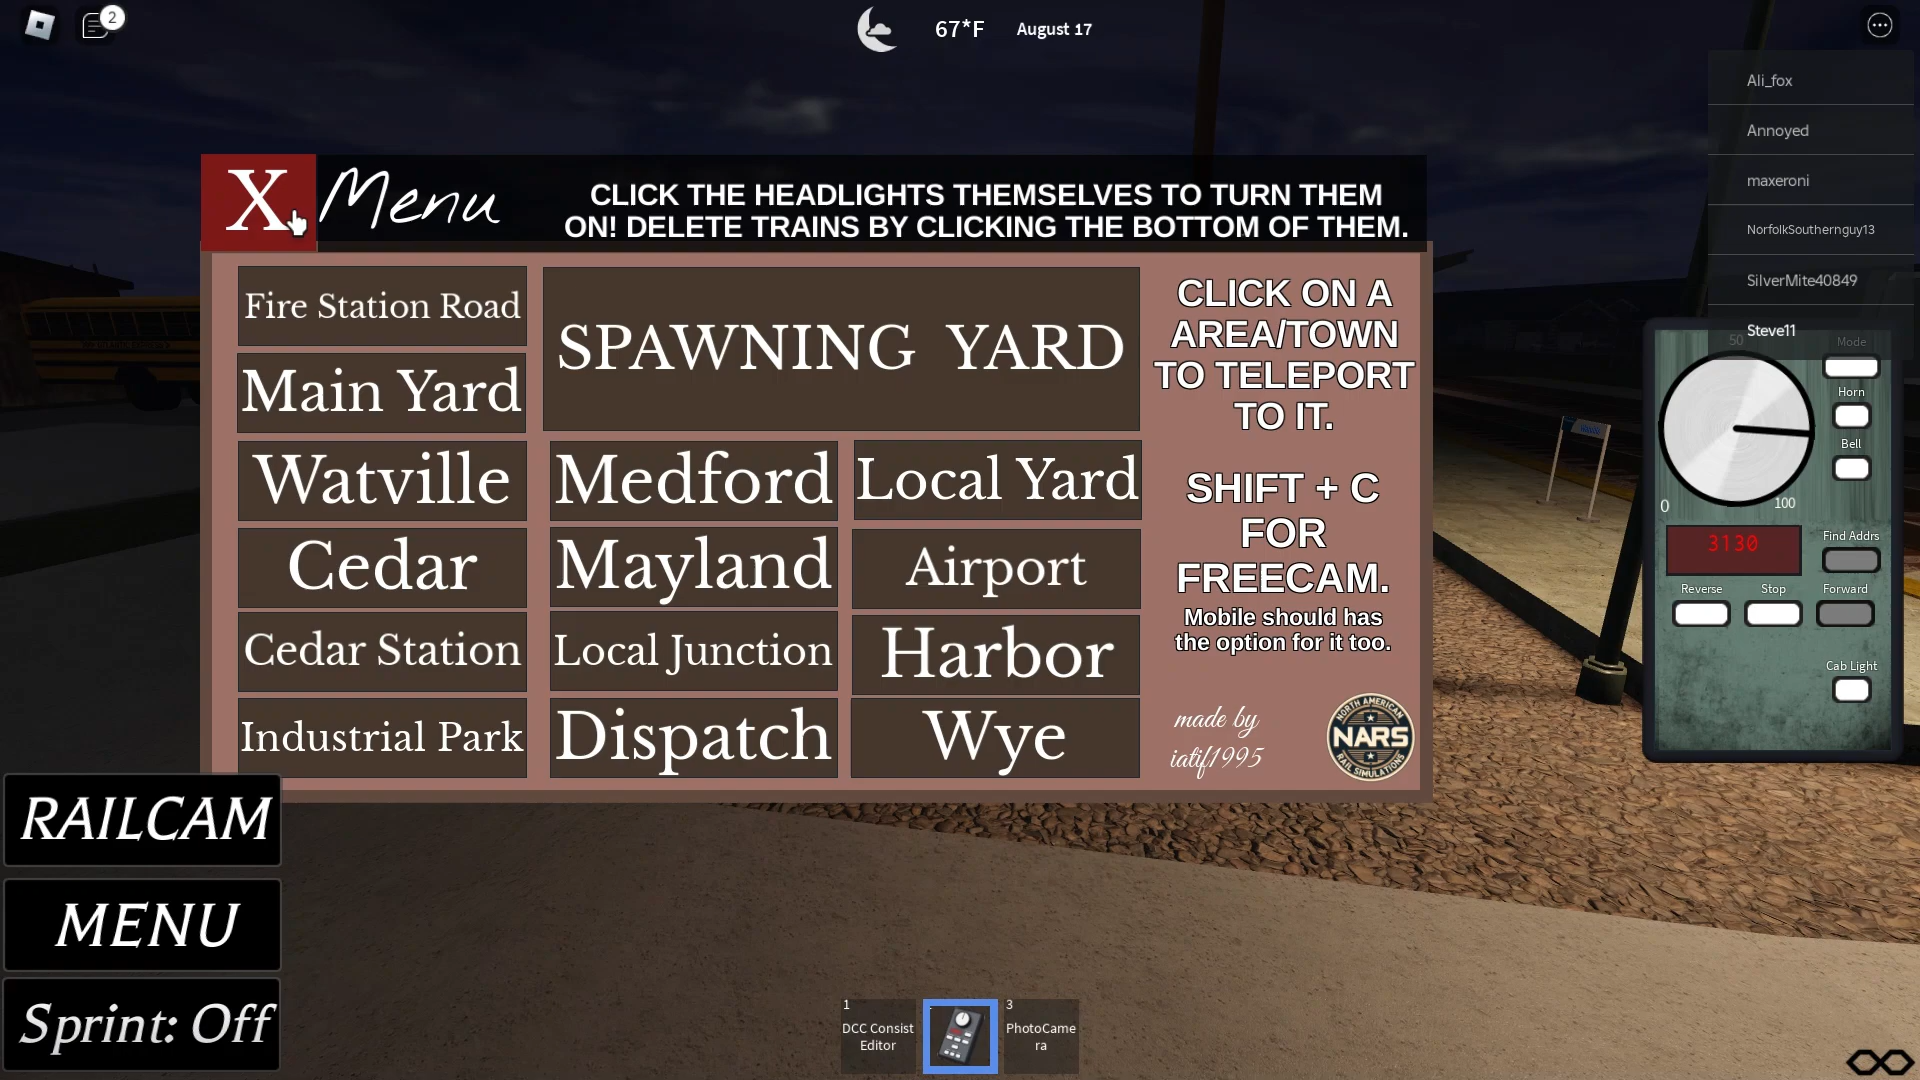 2
67*F
August 17
Ali_fox
Annoyed
maxeroni
NorfolkSouthernguy13
SilverMite40849
Steve11
X
Menu
CLICK THE HEADLIGHTS THEMSELVES TO TURN THEM
ON! DELETE TRAINS BY CLICKING THE BOTTOM OF THEM.
Fire Station Road
Main Yard
SPAWNING YARD
Watville
Medford
Local Yard
Cedar
Mayland
Airport
Cedar Station
Local Junction
Harbor
Industrial Park
Dispatch
Wye
CLICK ON A
AREA/TOWN
TO TELEPORT
TO IT.
SHIFT + C
FOR
FREECAM.
Mobile should has
the option for it too.
made by
iatif1995
NORTH AMERICAN
NARS
RAIL SIMULATIONS
50
Mode
Horn
Bell
0
100
3130
Find Addrs
Reverse
Stop
Forward
Cab Light
RAILCAM
MENU
Sprint: Off
1
DCC Consist
Editor
3
PhotoCame
ra